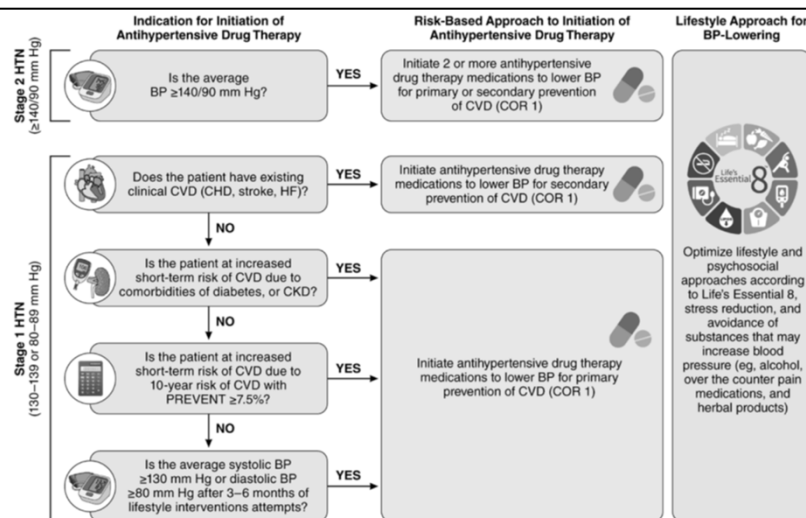 Indication for Initiation of
Antihypertensive Drug Therapy
Risk-Based Approach to Initiation of
Antihypertensive Drug Therapy
Lifestyle Approach for
BP-Lowering
Stage 2 HTN
(≥140/90 mm Hg)
Is the average
BP ≥140/90 mm Hg?
YES
Initiate 2 or more antihypertensive
drug therapy medications to lower BP
for primary or secondary prevention
of CVD (COR 1)
Stage 1 HTN
(130–139 or 80–89 mm Hg)
Does the patient have existing
clinical CVD (CHD, stroke, HF)?
YES
Initiate antihypertensive drug therapy
medications to lower BP for secondary
prevention of CVD (COR 1)
NO
Is the patient at increased
short-term risk of CVD due to
comorbidities of diabetes, or CKD?
YES
NO
Is the patient at increased
short-term risk of CVD due to
10-year risk of CVD with
PREVENT ≥7.5%?
YES
Initiate antihypertensive drug therapy
medications to lower BP for primary
prevention of CVD (COR 1)
NO
Is the average systolic BP
≥130 mm Hg or diastolic BP
≥80 mm Hg after 3–6 months of
lifestyle interventions attempts?
YES
Life's
Essential 8
Optimize lifestyle and
psychosocial
approaches according
to Life's Essential 8,
stress reduction, and
avoidance of
substances that may
increase blood
pressure (eg, alcohol,
over the counter pain
medications, and
herbal products)